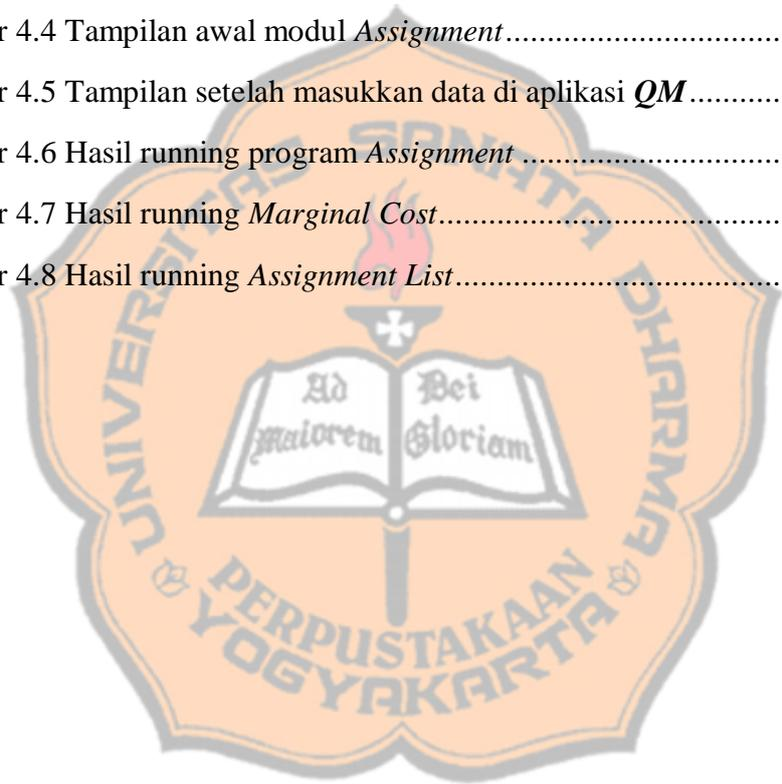 r 4.4 Tampilan awal modul Assignment..................................
r 4.5 Tampilan setelah masukkan data di aplikasi QM...........
r 4.6 Hasil running program Assignment ...............................
r 4.7 Hasil running Marginal Cost.........................................
r 4.8 Hasil running Assignment List.......................................
UNIVERSITAS SANATA DHARMA
Ad Dei
Maiorem Gloriam
PERPUSTAKAAN
YOGYAKARTA